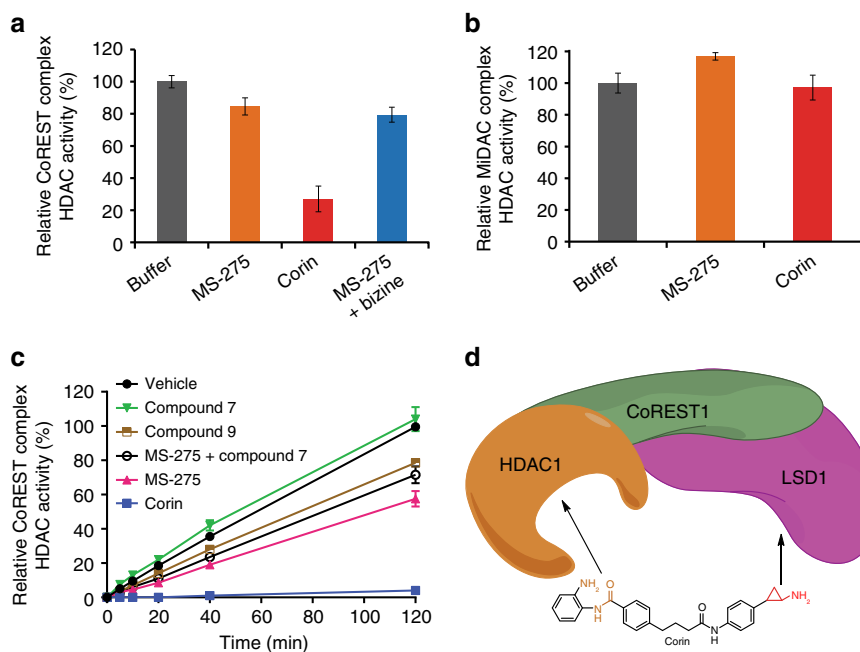 a
Relative CoREST complex
HDAC activity (%)
120
100
80
60
40
20
0
Buffer
MS-275
Corin
MS-275
+ bizine
b
Relative MiDAC complex
HDAC activity (%)
120
100
80
60
40
20
0
Buffer
MS-275
Corin
c
Relative CoREST complex
HDAC activity (%)
120
100
80
60
40
20
0
Vehicle
Compound 7
Compound 9
MS-275 + compound 7
MS-275
Corin
0 20 40 60 80 100 120
Time (min)
d
CoREST1
HDAC1
LSD1
NH2
O
N
H
O
N
H
NH2
Corin